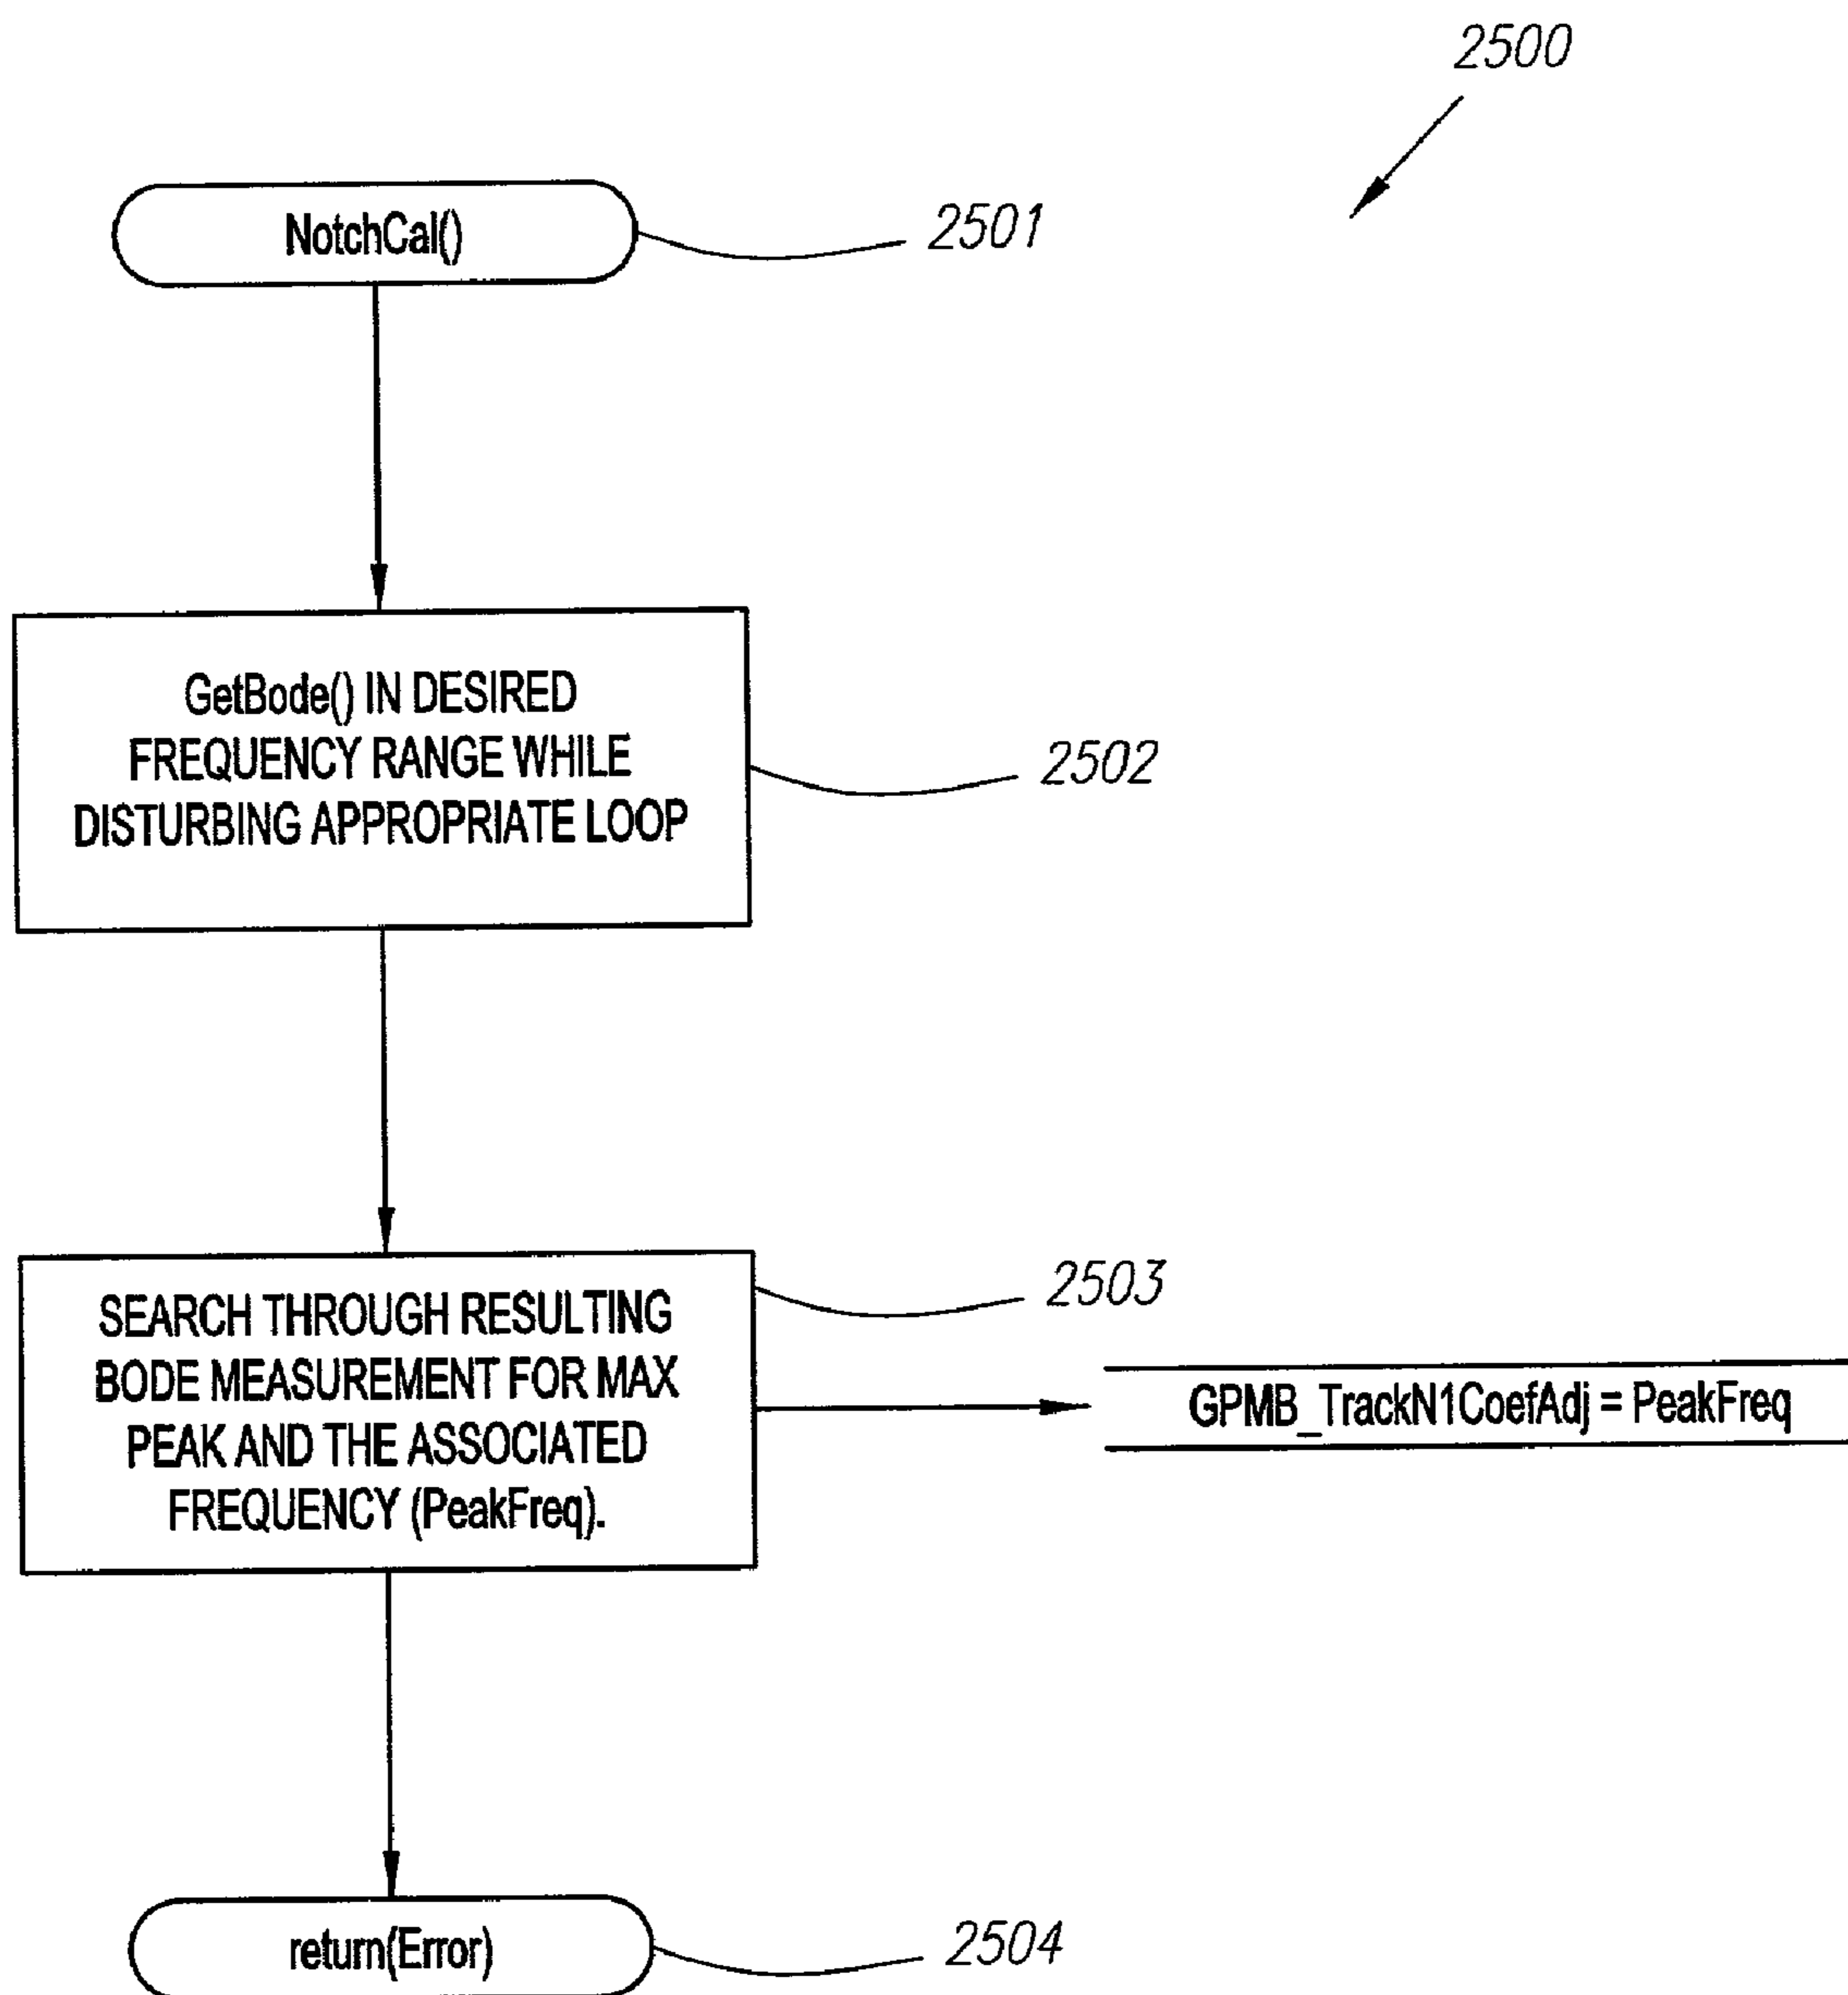 2500
NotchCal()
2501
GetBode() IN DESIRED
FREQUENCY RANGE WHILE
DISTURBING APPROPRIATE LOOP
2502
SEARCH THROUGH RESULTING
BODE MEASUREMENT FOR MAX
PEAK AND THE ASSOCIATED
FREQUENCY (PeakFreq).
2503
GPMB_TrackN1CoefAdj = PeakFreq
return(Error)
2504